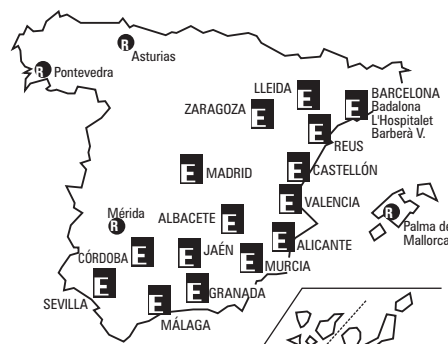 R
Asturias
R
Pontevedra
LLEIDA
E
BARCELONA
Badalona
L'Hospitalet
Barberà V.
E
ZARAGOZA
E
E
REUS
E
MADRID
E
CASTELLÓN
E
VALENCIA
R
Palma de
Mallorca
Mérida
R
ALBACETE
E
E
ALICANTE
CÓRDOBA
E
E
JAÉN
E
MURCIA
SEVILLA
E
E
GRANADA
E
MÁLAGA